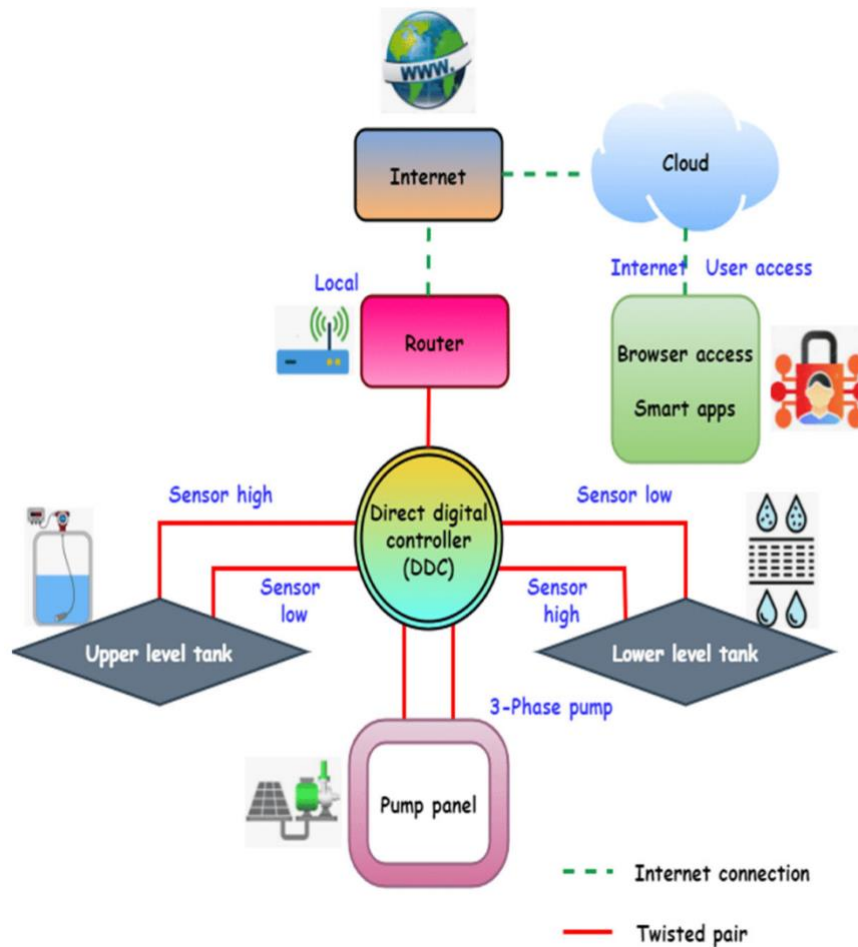 WWW.
Internet
Cloud
Local
Internet User access
Router
Browser access
Smart apps
Sensor high
Sensor low
Direct digital
controller
(DDC)
Sensor
low
Sensor
high
Upper level tank
Lower level tank
3-Phase pump
Pump panel
Internet connection
Twisted pair